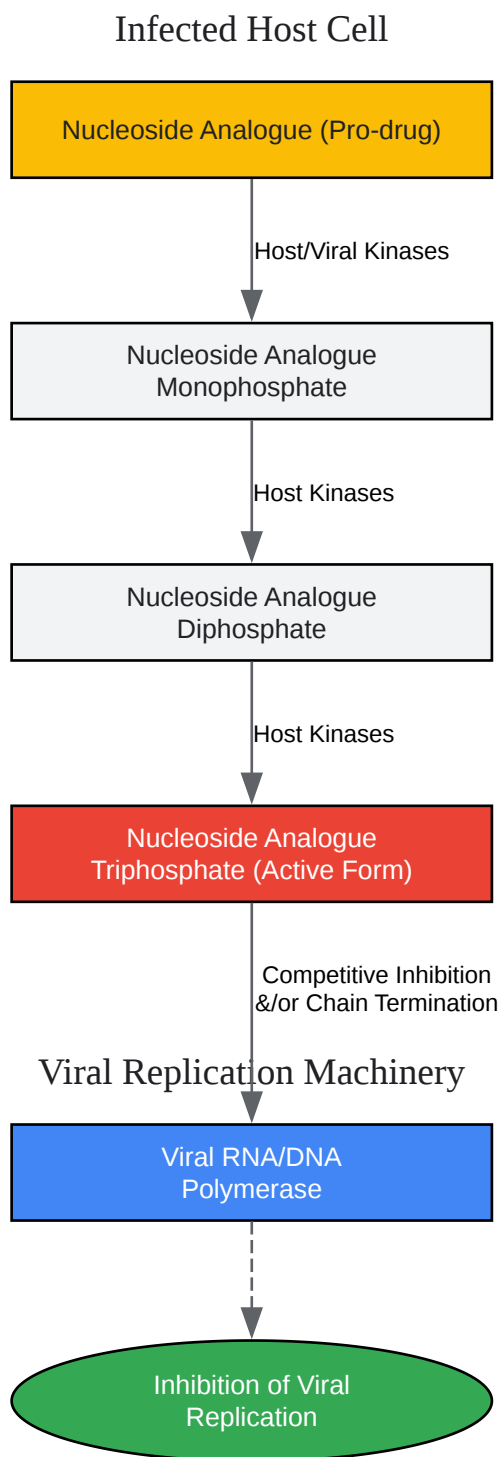 Infected Host Cell
Nucleoside Analogue (Pro-drug)
Host/Viral Kinases
Nucleoside Analogue
Monophosphate
Host Kinases
Nucleoside Analogue
Diphosphate
Host Kinases
Nucleoside Analogue
Triphosphate (Active Form)
Competitive Inhibition
&/or Chain Termination
Viral Replication Machinery
Viral RNA/DNA
Polymerase
Inhibition of Viral
Replication